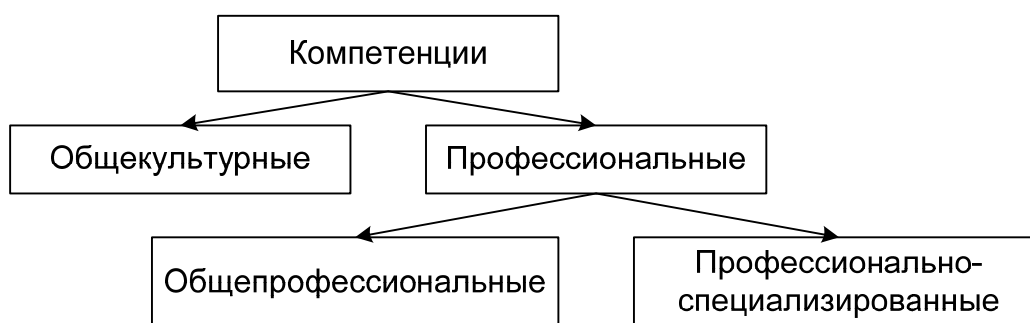 Компетенции
Общекультурные
Профессиональные
Общепрофессиональные
Профессионально-
специализированные